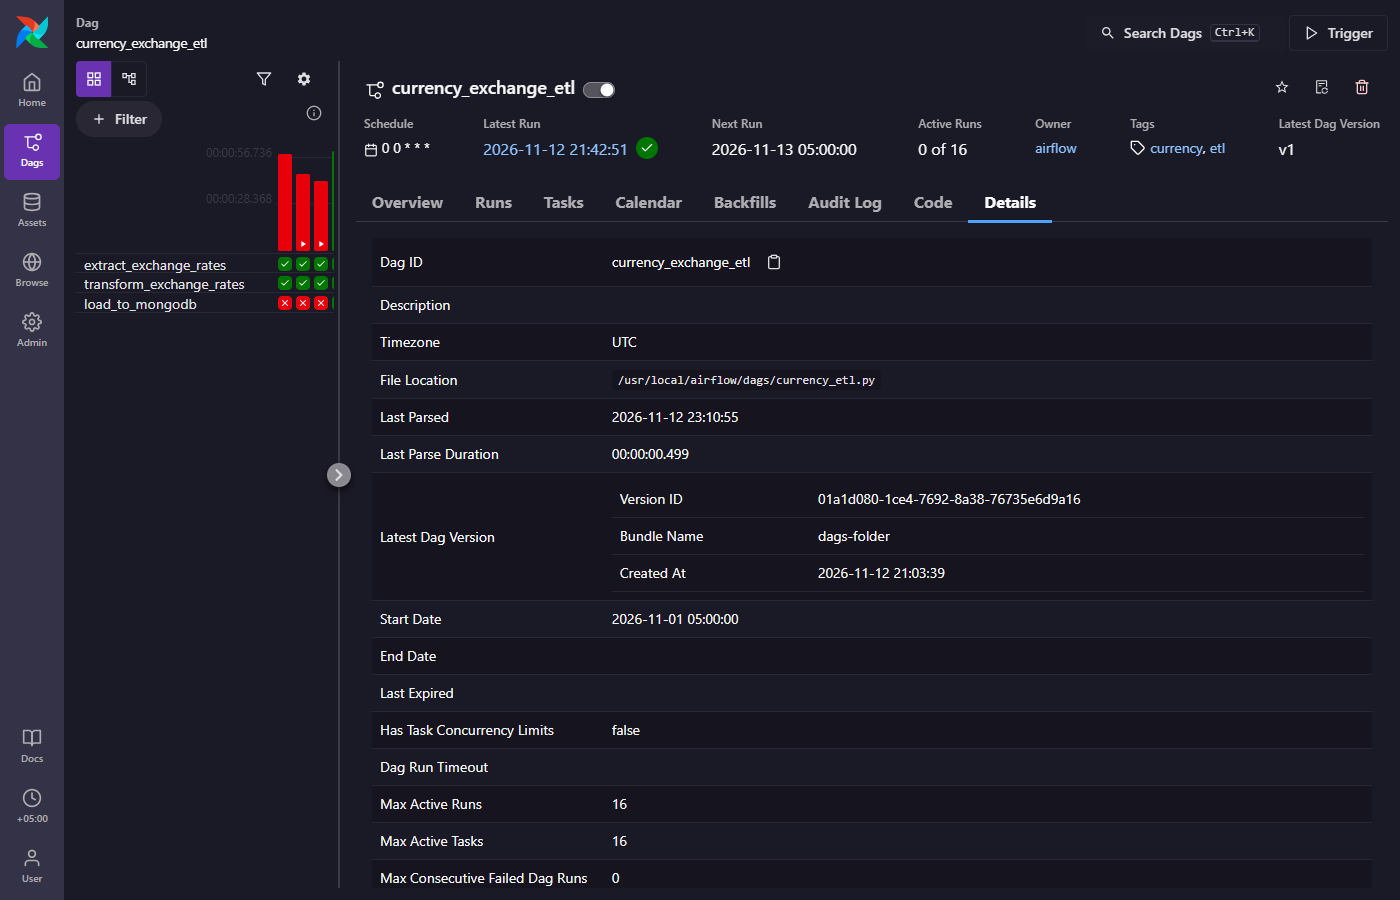 Dag
currency_exchange_etl
Search Dags Ctrl+K
Trigger
Home
Dags
Assets
Browse
Admin
Docs
+05:00
User
Filter
00:00:56.736
00:00:28.368
extract_exchange_rates
transform_exchange_rates
load_to_mongodb
currency_exchange_etl
Schedule
0 0 * * *
Latest Run
2026-11-12 21:42:51
Next Run
2026-11-13 05:00:00
Active Runs
0 of 16
Owner
airflow
Tags
currency, etl
Latest Dag Version
v1
Overview Runs Tasks Calendar Backfills Audit Log Code Details
Dag ID currency_exchange_etl
Description
Timezone UTC
File Location /usr/local/airflow/dags/currency_etl.py
Last Parsed 2026-11-12 23:10:55
Last Parse Duration 00:00:00.499
Latest Dag Version
Version ID 01a1d080-1ce4-7692-8a38-76735e6d9a16
Bundle Name dags-folder
Created At 2026-11-12 21:03:39
Start Date 2026-11-01 05:00:00
End Date
Last Expired
Has Task Concurrency Limits false
Dag Run Timeout
Max Active Runs 16
Max Active Tasks 16
Max Consecutive Failed Dag Runs 0